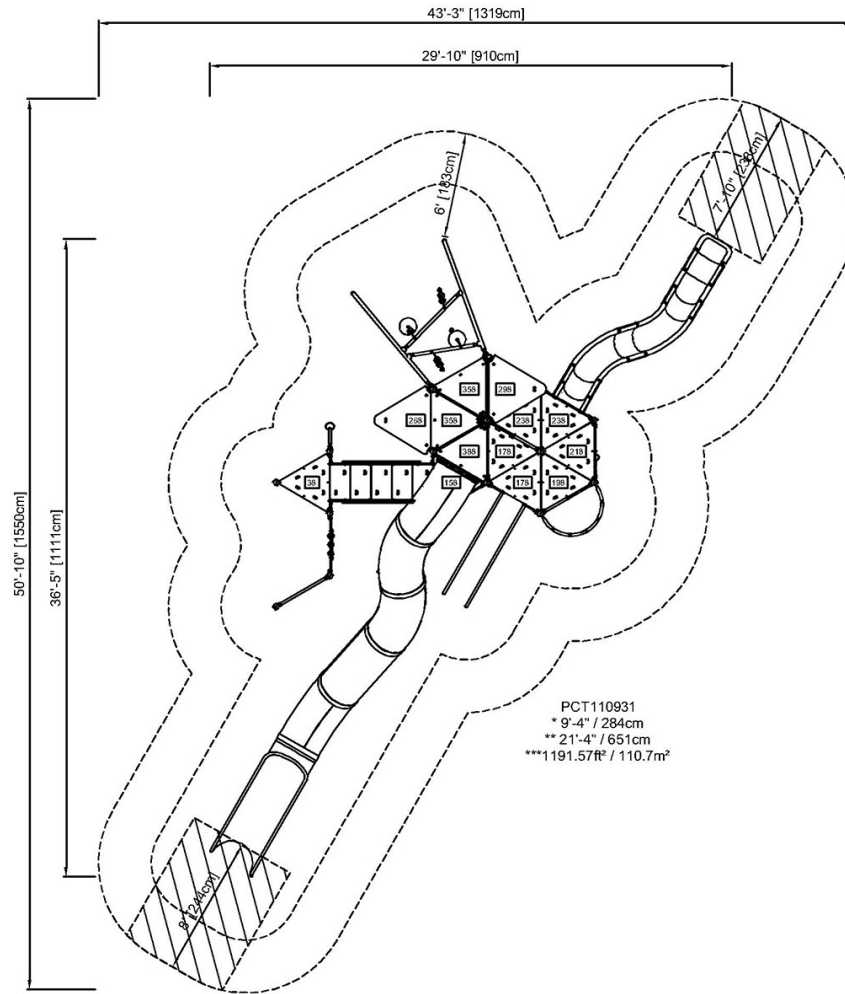 43'-3" [1319cm]
29'-10" [910cm]
7'-10" [238cm]
6' [183cm]
50'-10" [1550cm]
36'-5" [1111cm]
358
298
268
358
238
238
388
178
218
38
158
178
198
PCT110931
* 9'-4" / 284cm
** 21'-4" / 651cm
***1191.57ft² / 110.7m²
8' [244cm]